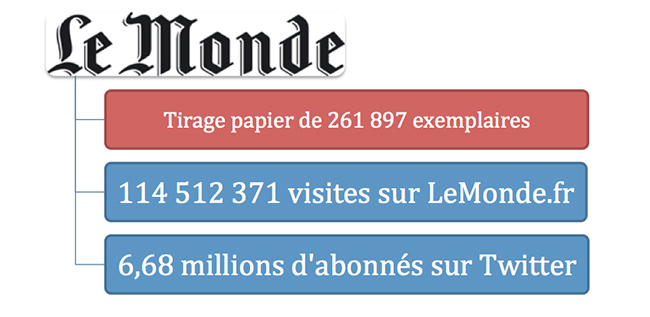 Le Monde
Tirage papier de 261 897 exemplaires
114 512 371 visites sur LeMonde.fr
6,68 millions d'abonnés sur Twitter